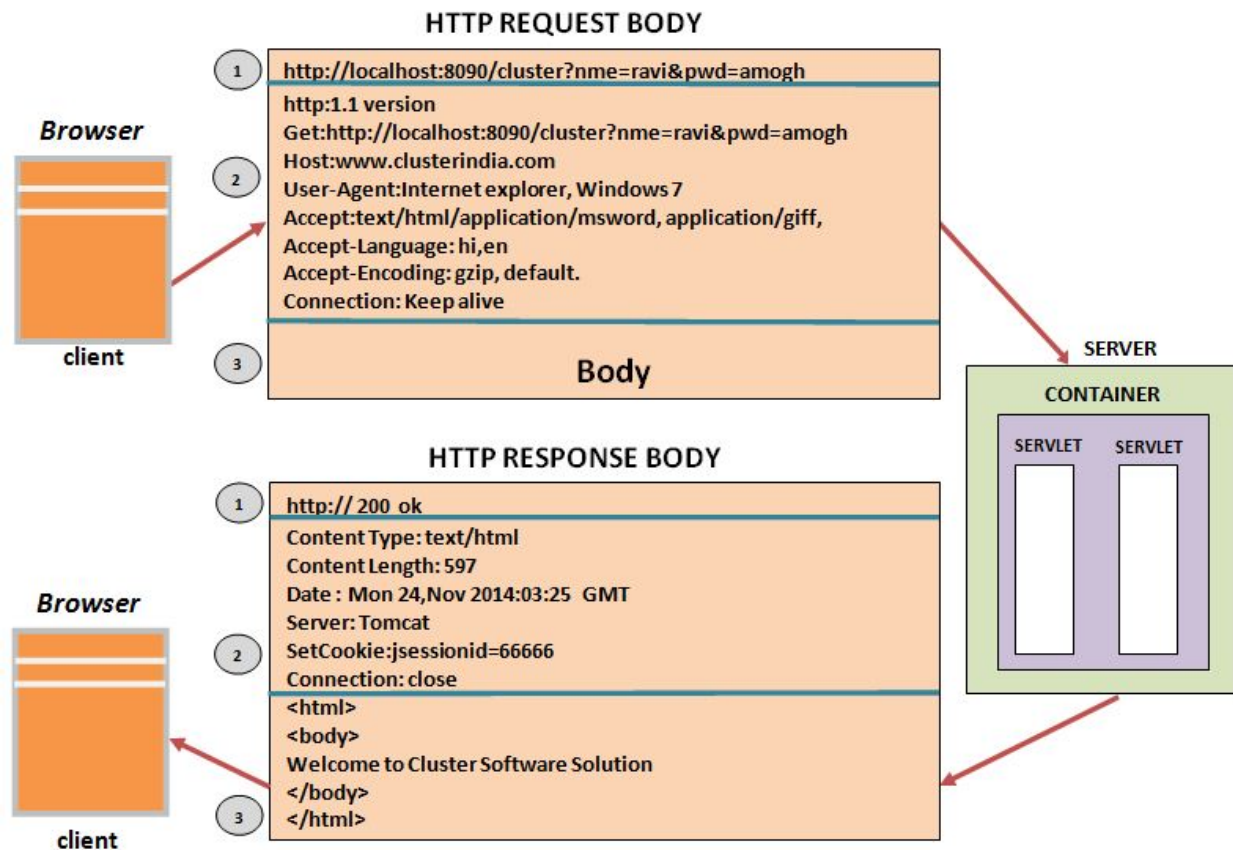 HTTP REQUEST BODY
1
http://localhost:8090/cluster?nme=ravi&pwd=amogh
http:1.1 version
Get:http://localhost:8090/cluster?nme=ravi&pwd=amogh
Host:www.clusterindia.com
2
User-Agent:Internet explorer, Windows 7
Accept:text/html/application/msword, application/giff,
Accept-Language: hi,en
Accept-Encoding: gzip, default.
Connection: Keep alive
3
Body
Browser
client
SERVER
CONTAINER
SERVLET
SERVLET
HTTP RESPONSE BODY
1
http:// 200 ok
Content Type: text/html
Content Length: 597
Date : Mon 24,Nov 2014:03:25 GMT
Server: Tomcat
2
SetCookie:jsessionid=66666
Connection: close
<html>
<body>
Welcome to Cluster Software Solution
</body>
3
</html>
Browser
client